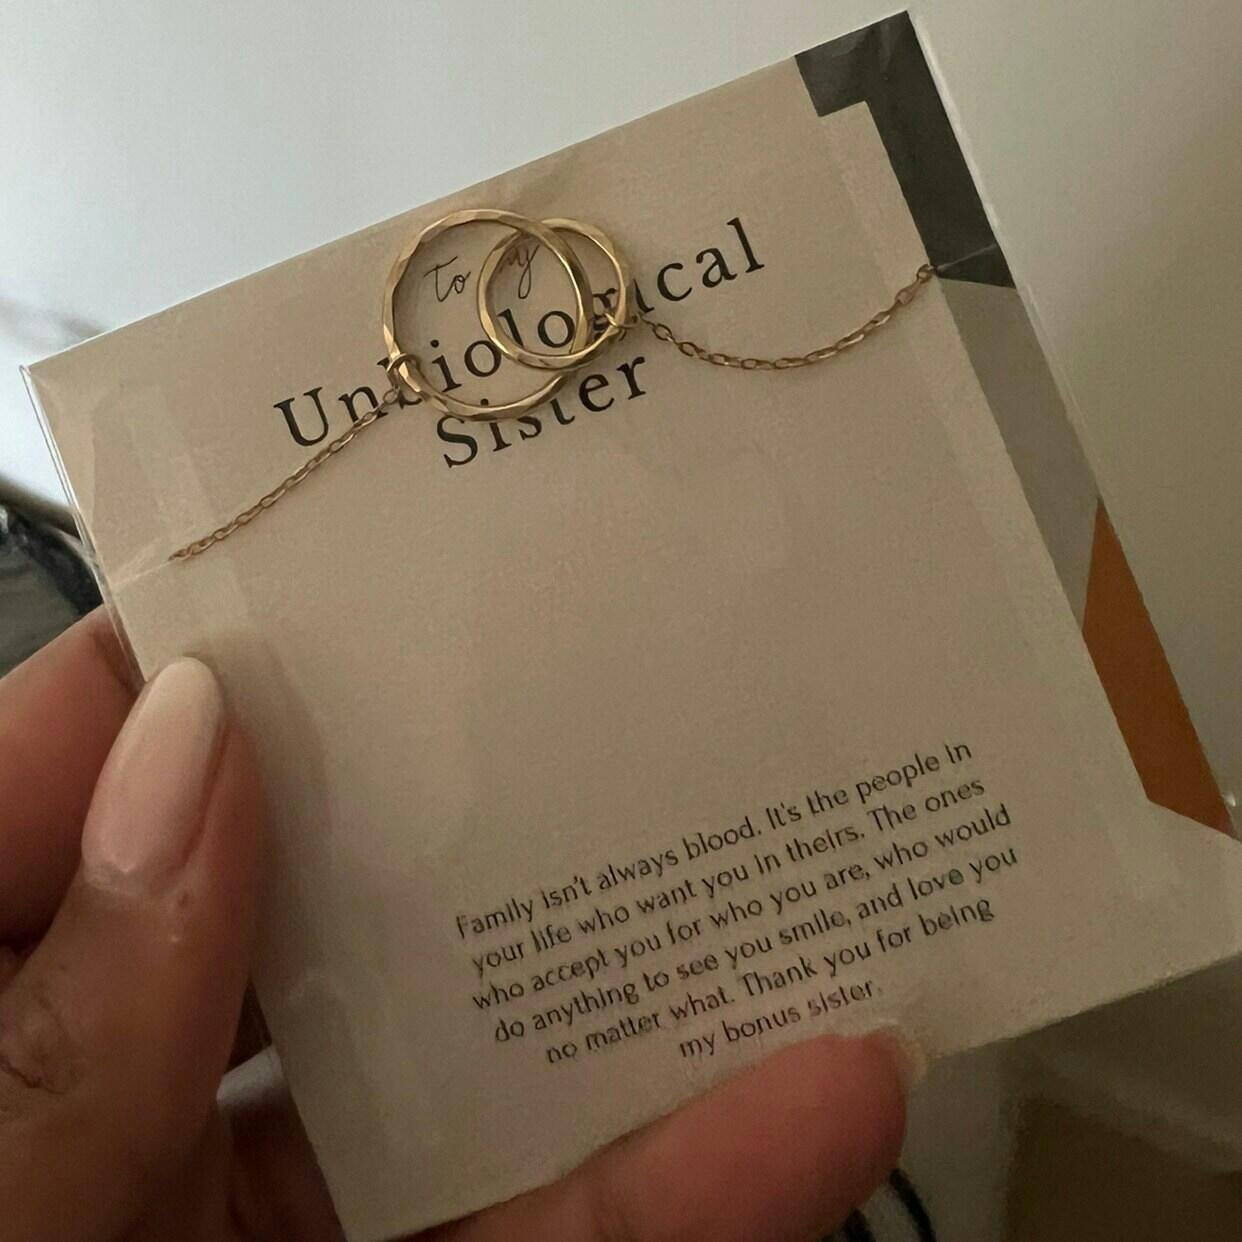 to my
Unbiological
Sister
Family isn't always blood. It's the people in
your life who want you in theirs. The ones
who accept you for who you are, who would
do anything to see you smile, and love you
no matter what. Thank you for being
my bonus sister.